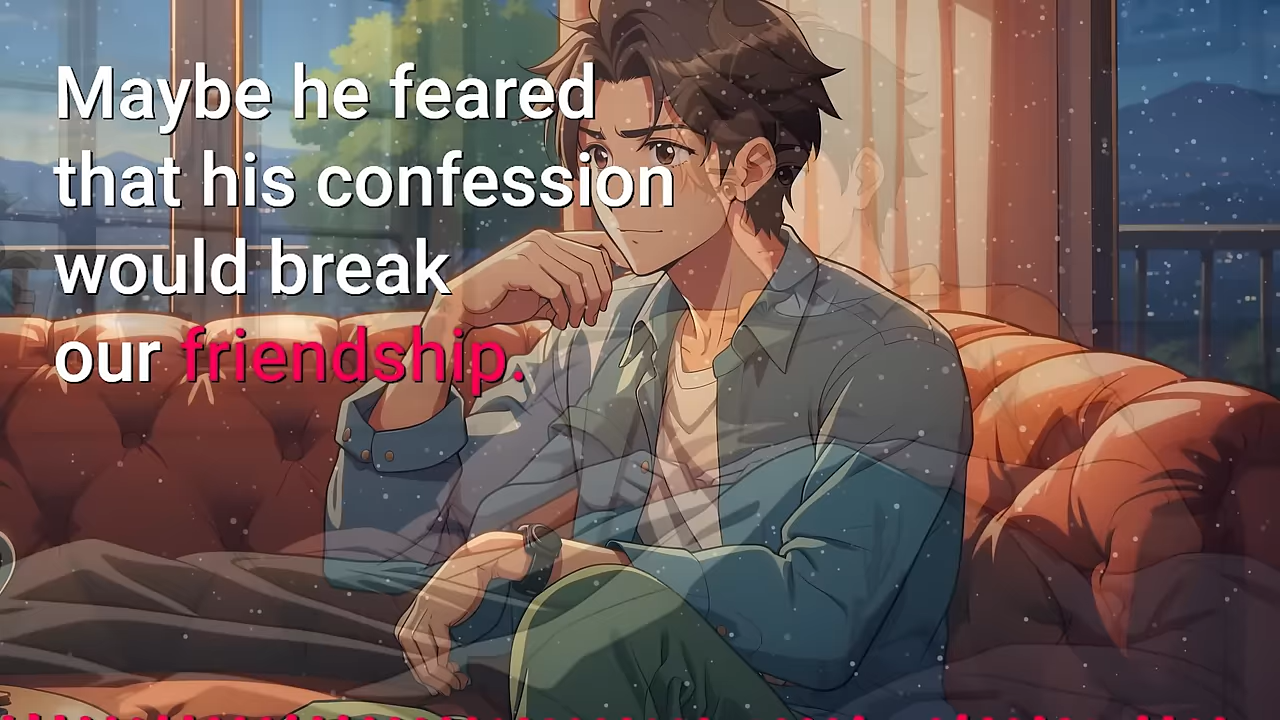 Maybe he feared
that his confession
would break
our friendship.